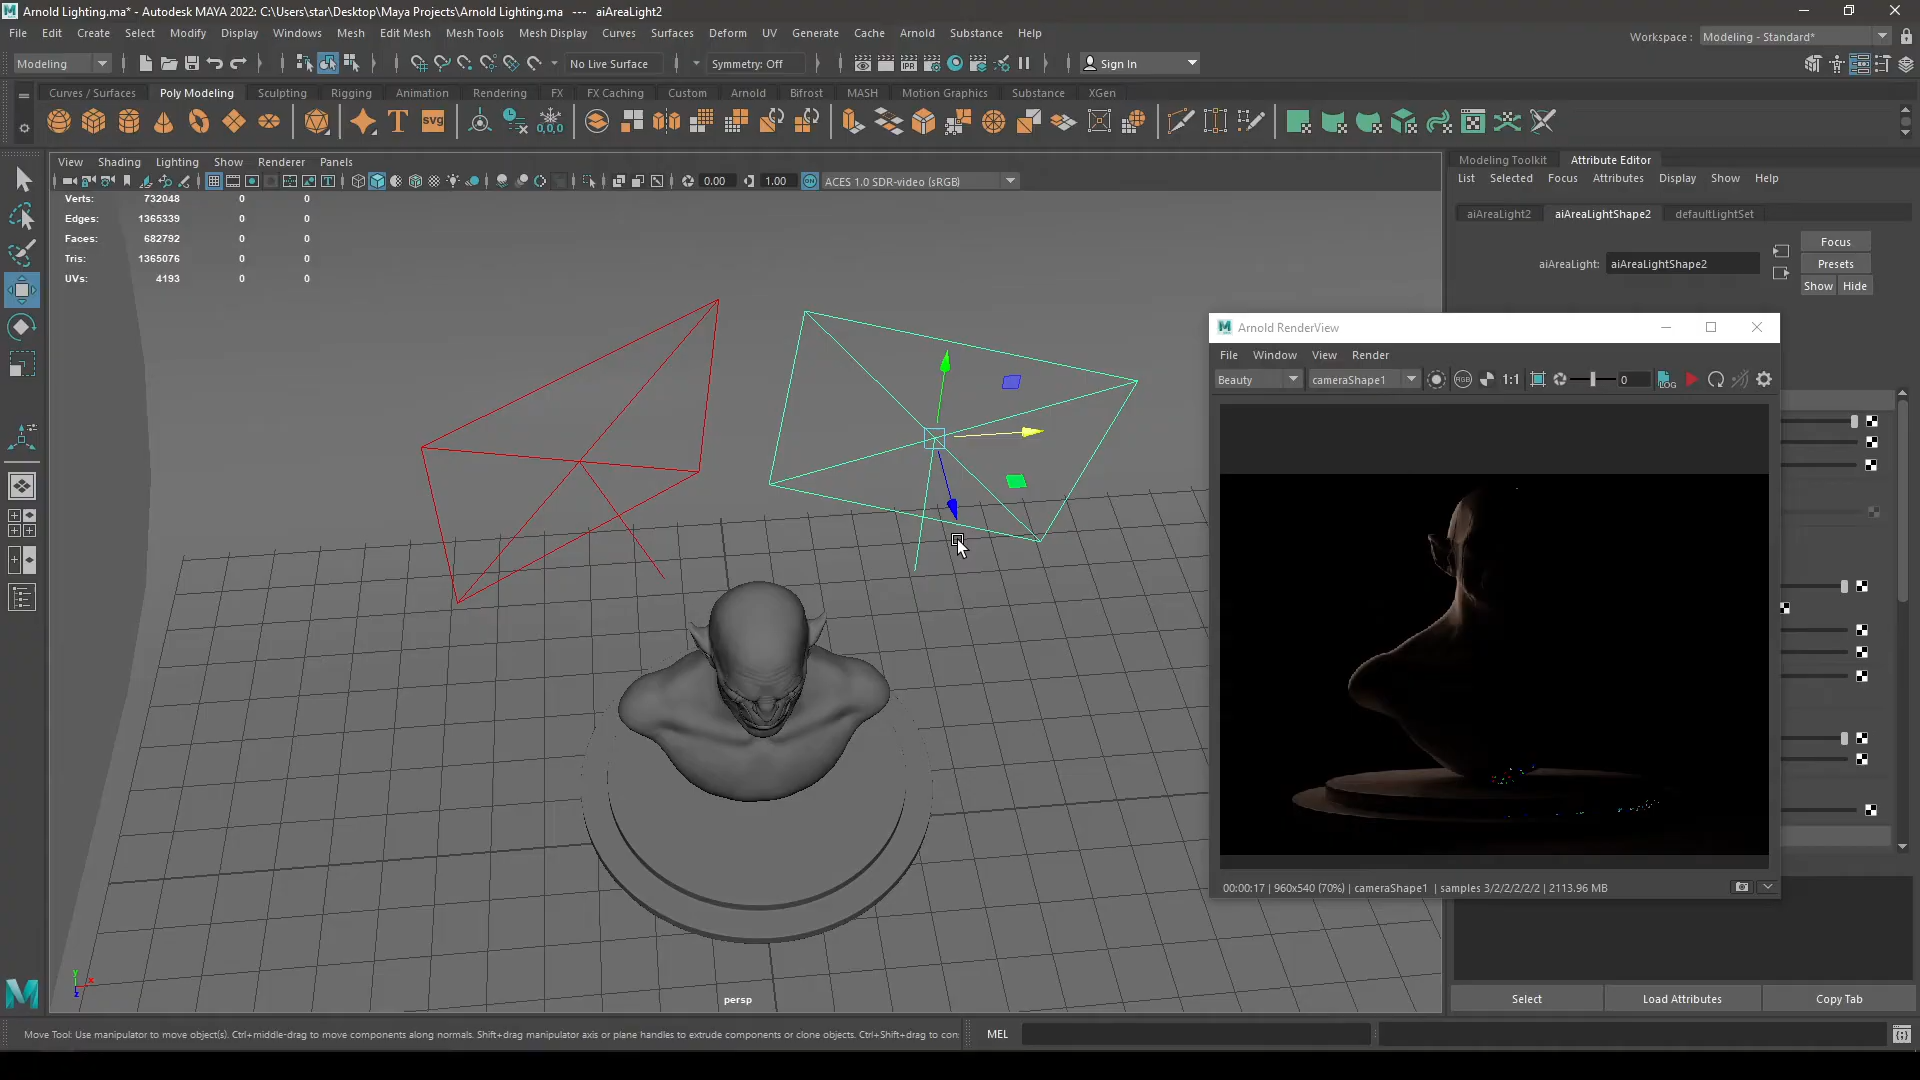 Arnold Lighting.ma* - Autodesk MAYA 2022: C:\Users\star\Desktop\Maya Projects\Arnold Lighting.ma --- aiAreaLight2
File Edit Create Select Modify Display Windows Mesh Edit Mesh Mesh Tools Mesh Display Curves Surfaces Deform UV Generate Cache Arnold Substance Help
Workspace : Modeling - Standard*
Modeling No Live Surface Symmetry: Off IPR Sign In
Curves / Surfaces Poly Modeling Sculpting Rigging Animation Rendering FX FX Caching Custom Arnold Bifrost MASH Motion Graphics Substance XGen
T svg 0,0,0
View Shading Lighting Show Renderer Panels
0.00 1.00 ON ACES 1.0 SDR-video (sRGB)
Verts: 732048 0 0
Edges: 1365339 0 0
Faces: 682792 0 0
Tris: 1365076 0 0
UVs: 4193 0 0
Modeling Toolkit Attribute Editor
List Selected Focus Attributes Display Show Help
aiAreaLight2 aiAreaLightShape2 defaultLightSet
Focus
aiAreaLight: aiAreaLightShape2 Presets
Show Hide
M Arnold RenderView
File Window View Render
Beauty cameraShape1 RGB 1:1 0 LOG
00:00:17 | 960x540 (70%) | cameraShape1 | samples 3/2/2/2/2/2 | 2113.96 MB
y x z
persp
Select Load Attributes Copy Tab
M
Move Tool: Use manipulator to move object(s). Ctrl+middle-drag to move components along normals. Shift+drag manipulator axis or plane handles to extrude components or clone objects. Ctrl+Shift+drag to con MEL